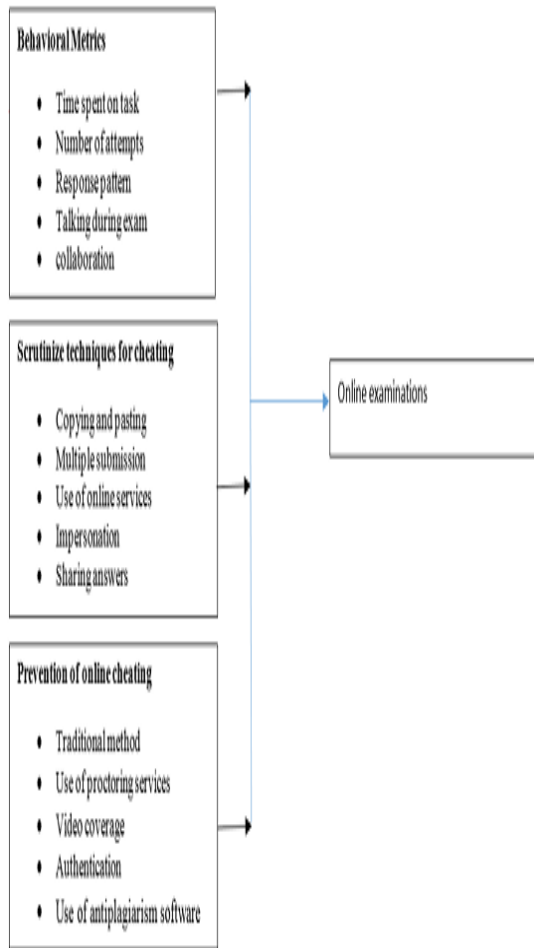 Behavioral Metrics
• Time spent on task
• Number of attempts
• Response pattern
• Talking during exam
• collaboration
Scrutinize techniques for cheating
• Copying and pasting
• Multiple submission
• Use of online services
• Impersonation
• Sharing answers
Prevention of online cheating
• Traditional method
• Use of proctoring services
• Video coverage
• Authentication
• Use of antiplagiarism software
Online examinations